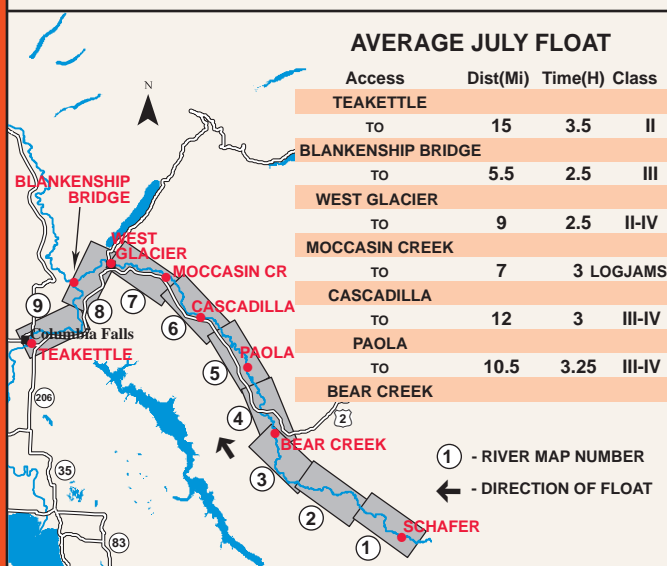 AVERAGE JULY FLOAT
Access Dist(Mi) Time(H) Class
TEAKETTLE
TO 15 3.5 II
BLANKENSHIP BRIDGE
TO 5.5 2.5 III
WEST GLACIER
TO 9 2.5 II-IV
MOCCASIN CREEK
TO 7 3 LOGJAMS
CASCADILLA
TO 12 3 III-IV
PAOLA
TO 10.5 3.25 III-IV
BEAR CREEK
N
BLANKENSHIP
BRIDGE
WEST
GLACIER
MOCCASIN CR
9
8
7
CASCADILLA
6
Columbia Falls
TEAKETTLE
PAOLA
5
206
4
2
BEAR CREEK
3
1 - RIVER MAP NUMBER
- DIRECTION OF FLOAT
35
2
SCHAFER
83
1